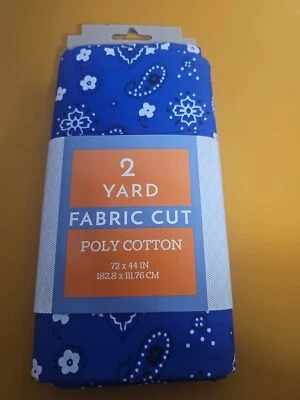 2
YARD
FABRIC CUT
POLY COTTON
72 x 44 IN
182.8 x 111.76 CM